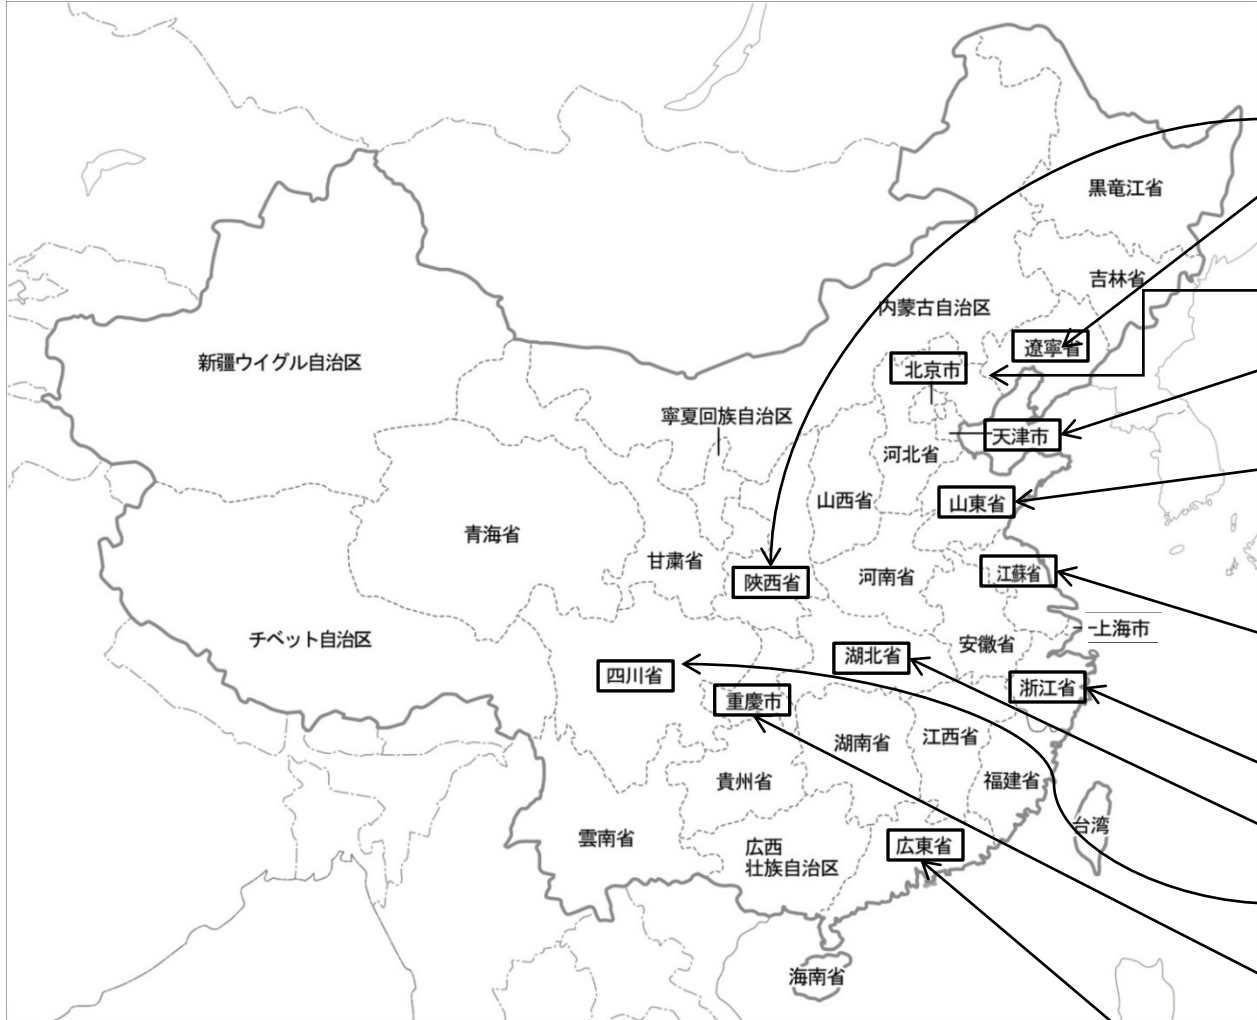 黒竜江省
吉林省
内蒙古自治区
遼寧省
新疆ウイグル自治区
北京市
寧夏回族自治区
天津市
河北省
山西省
山東省
青海省
甘粛省
陝西省
河南省
江蘇省
チベット自治区
上海市
安徽省
湖北省
四川省
浙江省
重慶市
湖南省
江西省
貴州省
福建省
雲南省
台湾
広東省
広西
壮族自治区
海南省